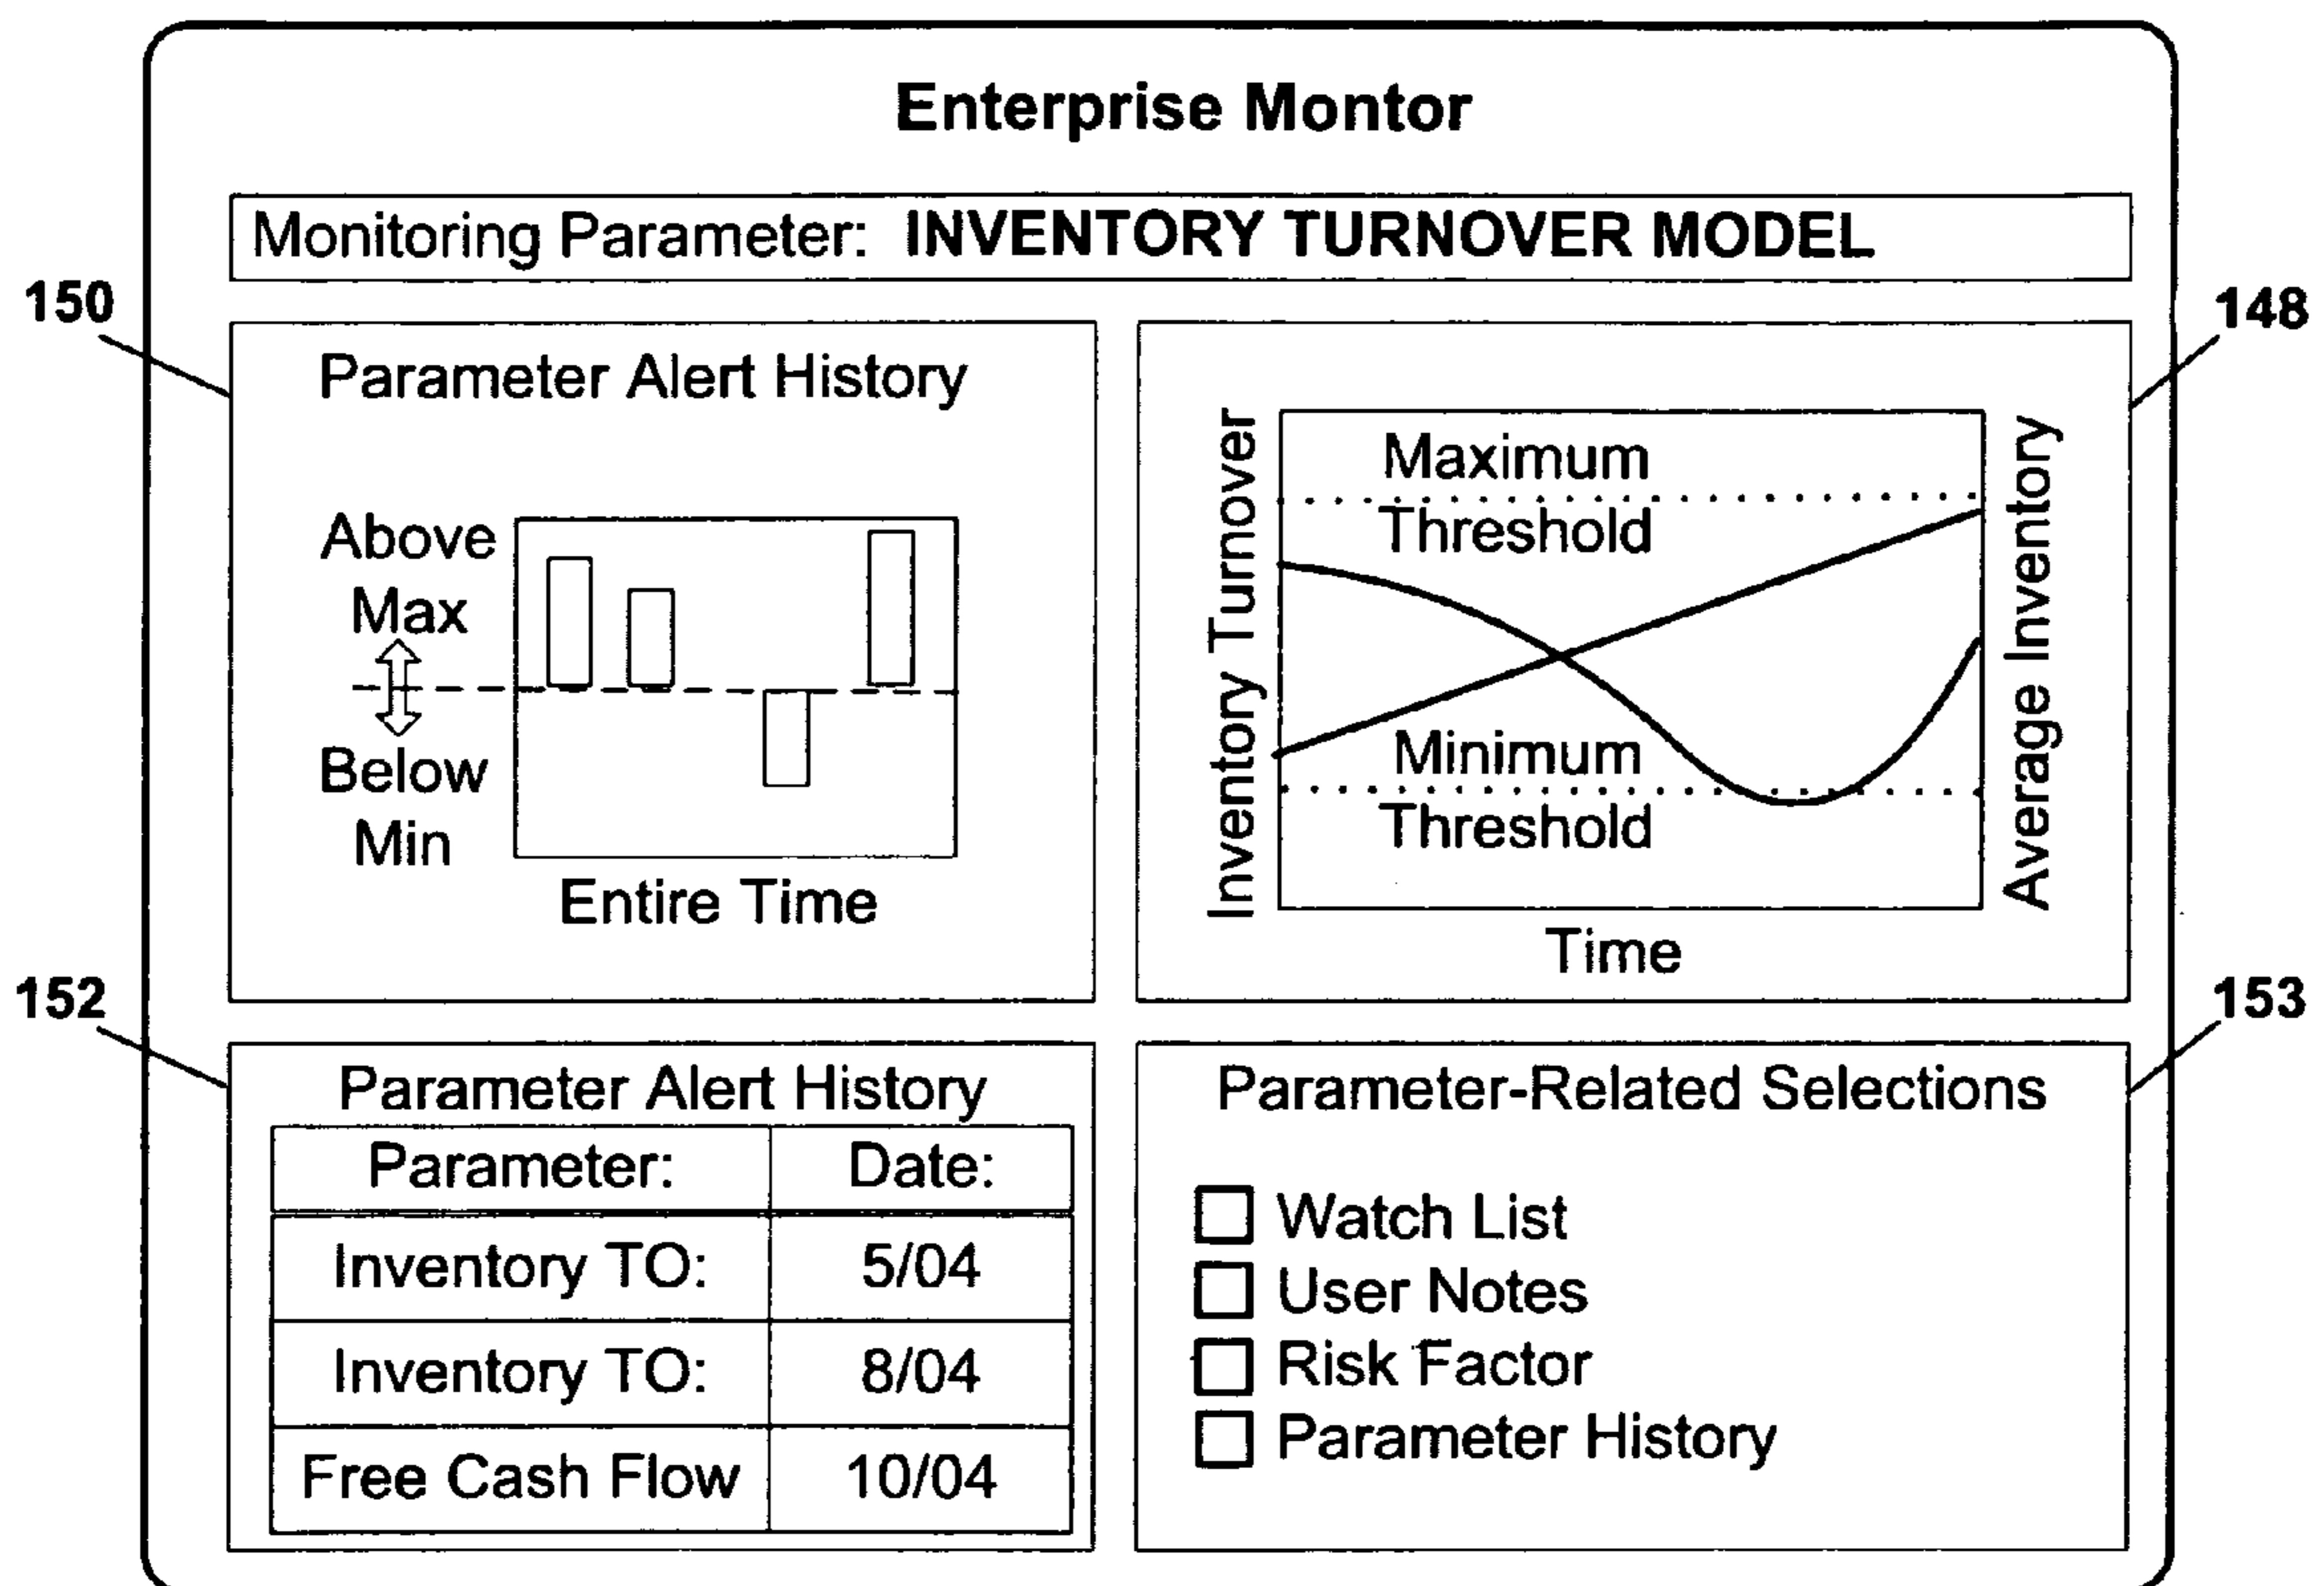 Enterprise Montor
Monitoring Parameter: INVENTORY TURNOVER MODEL
150
148
Parameter Alert History
Above
Max
Below
Min
Entire Time
Inventory Turnover
Maximum
Threshold
Minimum
Threshold
Average Inventory
Time
152
153
Parameter Alert History
Parameter: Date:
Inventory TO: 5/04
Inventory TO: 8/04
Free Cash Flow 10/04
Parameter-Related Selections
Watch List
User Notes
Risk Factor
Parameter History